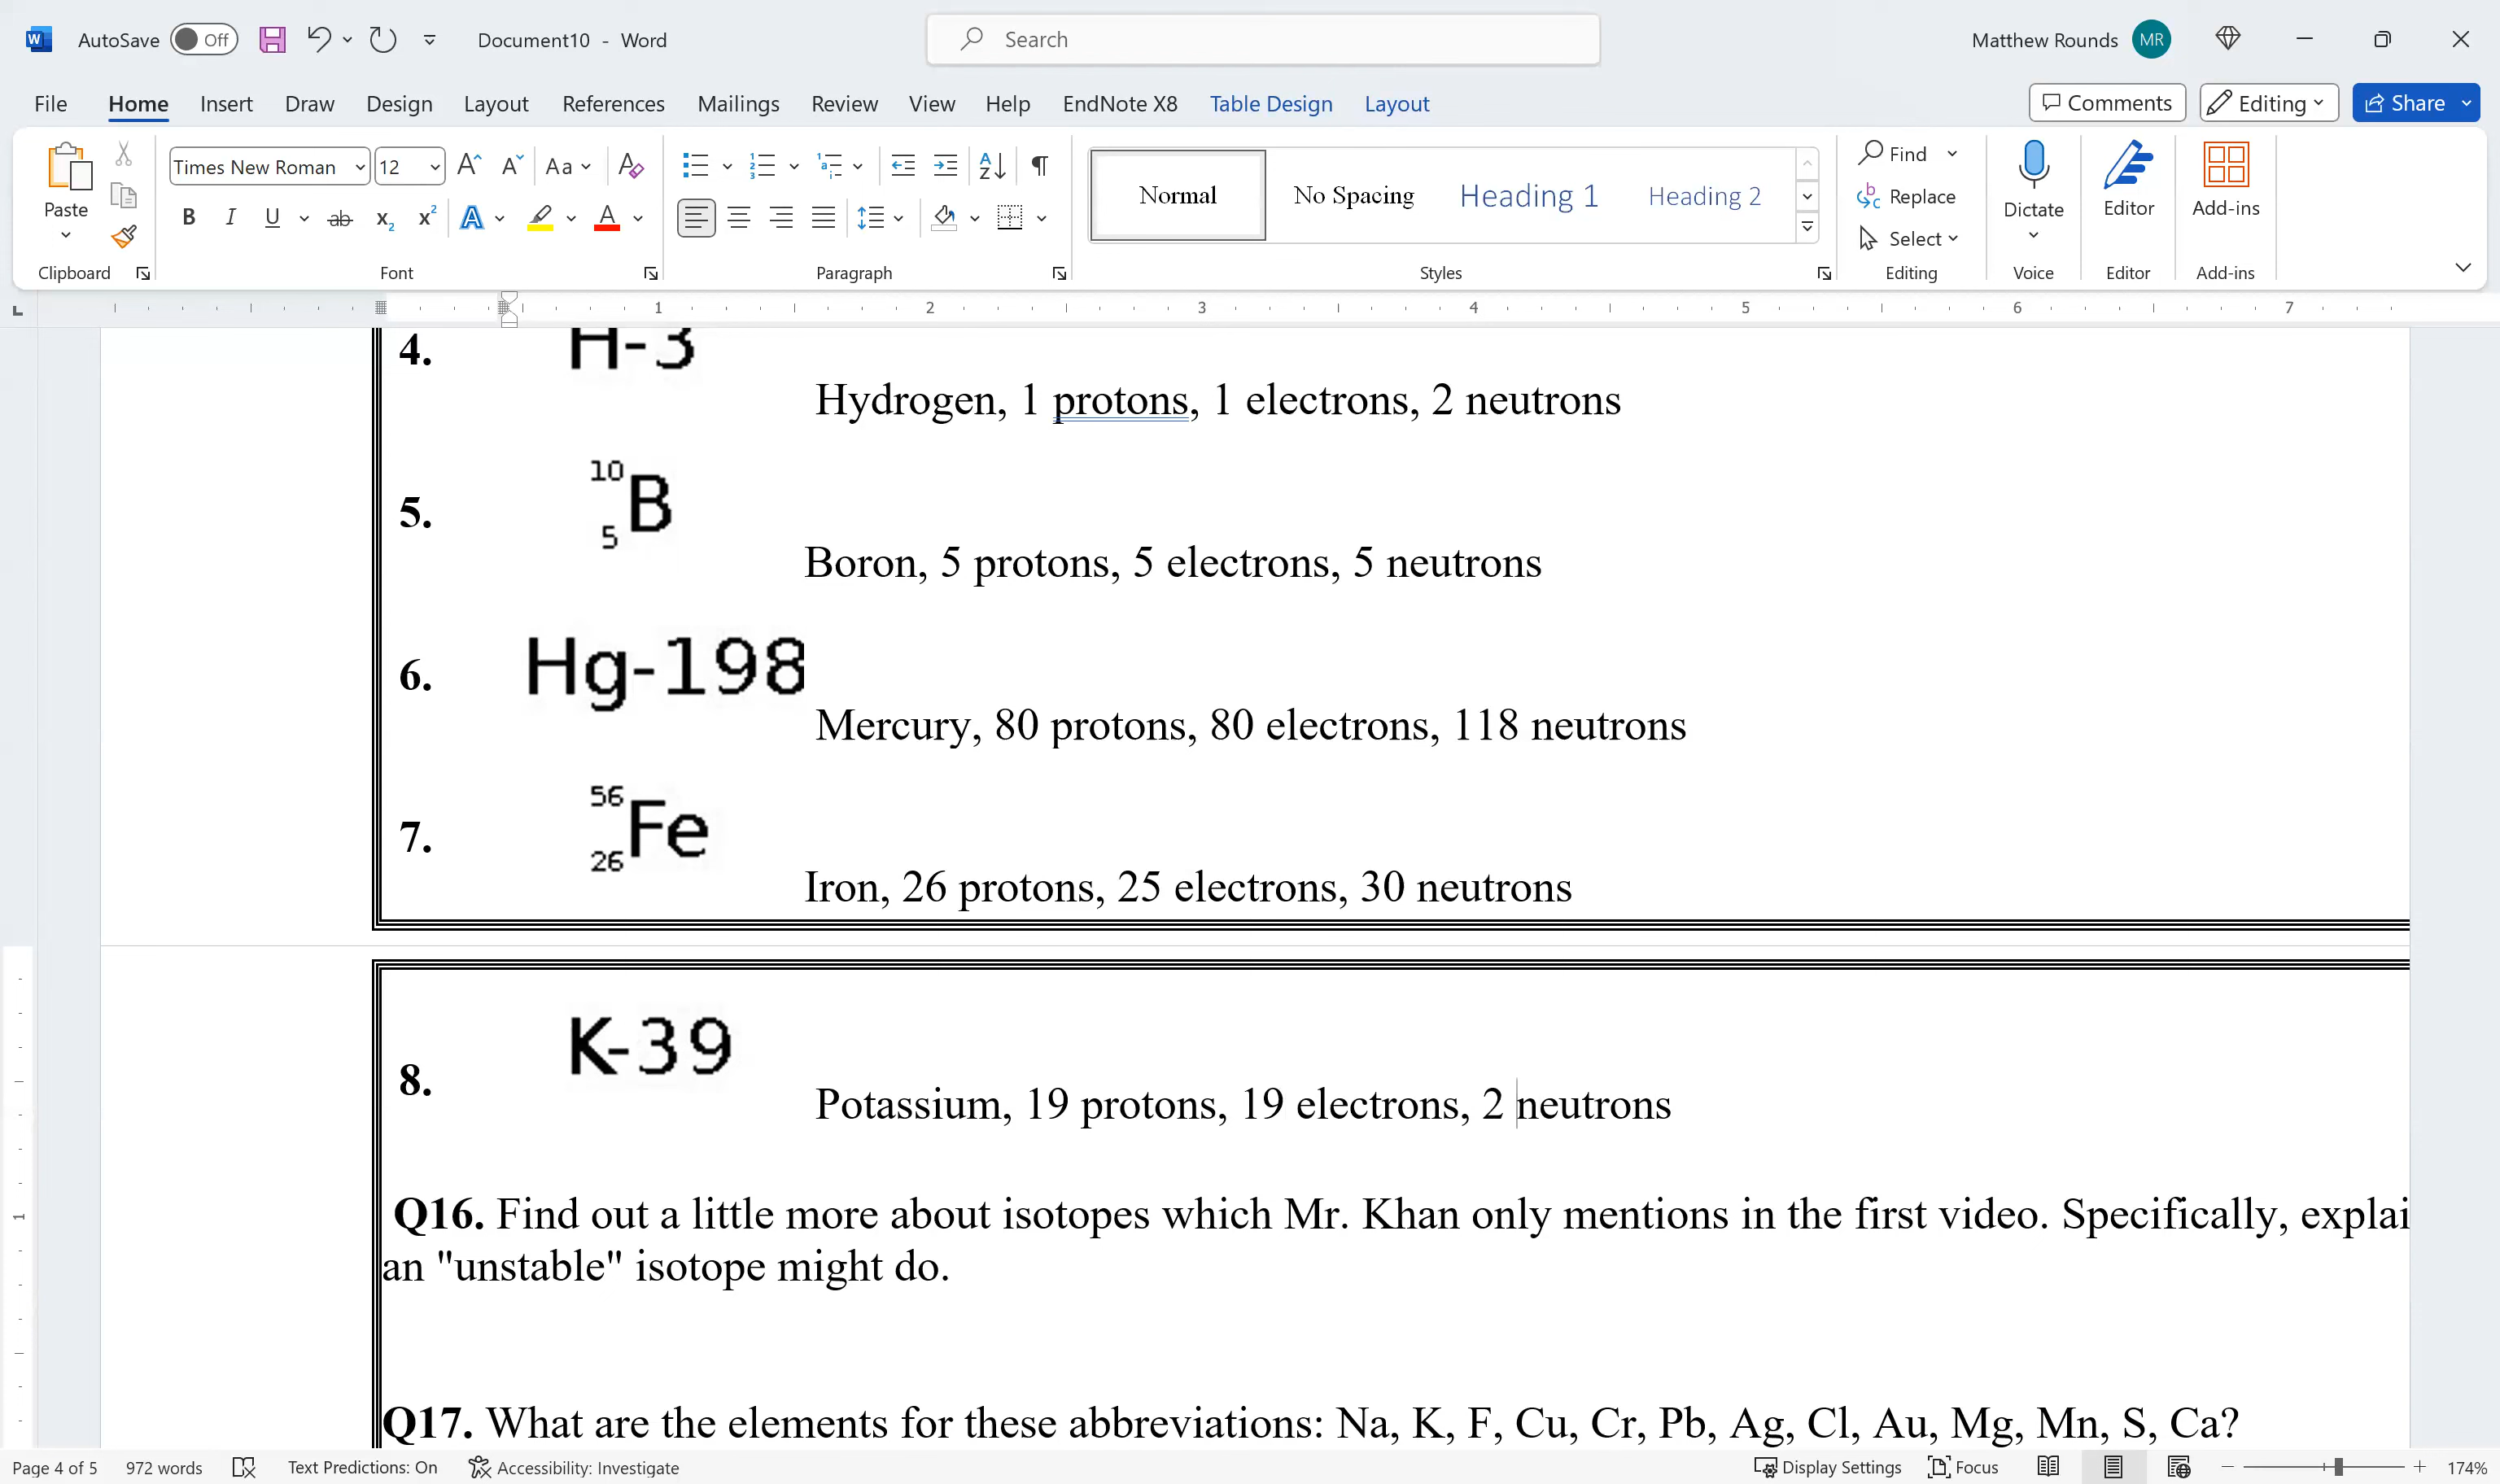 AutoSave Off Document10 - Word Search Matthew Rounds MR
File Home Insert Draw Design Layout References Mailings Review View Help EndNote X8 Table Design Layout Comments Editing Share
Paste Times New Roman 12 Aa Normal No Spacing Heading 1 Heading 2 Find Replace Select Dictate Editor Add-ins
Clipboard Font Paragraph Styles Editing Voice Editor Add-ins
1 2 3 4 5 6 7
4. H-3
Hydrogen, 1 protons, 1 electrons, 2 neutrons
5. 10 5 B
Boron, 5 protons, 5 electrons, 5 neutrons
6. Hg-198
Mercury, 80 protons, 80 electrons, 118 neutrons
7. 56 26 Fe
Iron, 26 protons, 25 electrons, 30 neutrons
8. K-39
Potassium, 19 protons, 19 electrons, 2 neutrons
Q16. Find out a little more about isotopes which Mr. Khan only mentions in the first video. Specifically, explai
an "unstable" isotope might do.
Q17. What are the elements for these abbreviations: Na, K, F, Cu, Cr, Pb, Ag, Cl, Au, Mg, Mn, S, Ca?
Page 4 of 5 972 words Text Predictions: On Accessibility: Investigate Display Settings Focus 174%